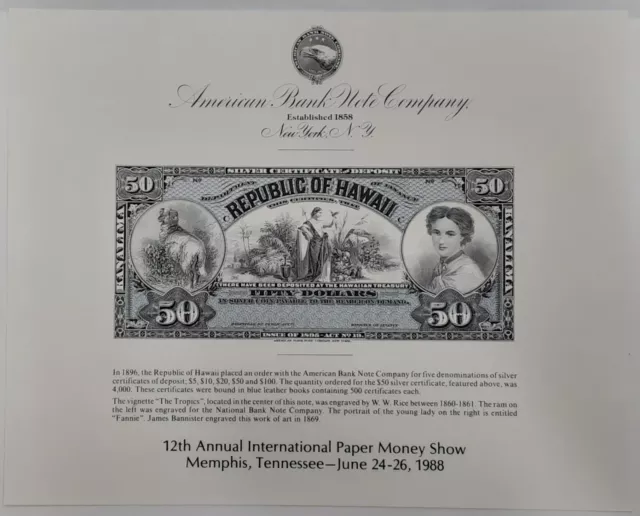 American Bank Note Company.
Established 1858
New York, N.Y.
SILVER CERTIFICATE OF DEPOSIT
50 50
DEPARTMENT OF FINANCE
REPUBLIC OF HAWAII
THIS CERTIFIES THAT
KANALIMA KANALIMA
THERE HAVE BEEN DEPOSITED AT THE HAWAIIAN TREASURY
FIFTY DOLLARS
IN SILVER COIN, PAYABLE TO THE BEARER ON DEMAND.
50 50
ISSUE OF 1895-ACT NO 19.
In 1896, the Republic of Hawaii placed an order with the American Bank Note Company for five denominations of silver
certificates of deposit; $5, $10, $20, $50 and $100. The quantity ordered for the $50 silver certificate, featured above, was
4,000. These certificates were bound in blue leather books containing 500 certificates each.
The vignette "The Tropics", located in the center of this note, was engraved by W. W. Rice between 1860-1861. The ram on
the left was engraved for the National Bank Note Company. The portrait of the young lady on the right is entitled
"Fannie". James Bannister engraved this work of art in 1869.
12th Annual International Paper Money Show
Memphis, Tennessee—June 24-26, 1988